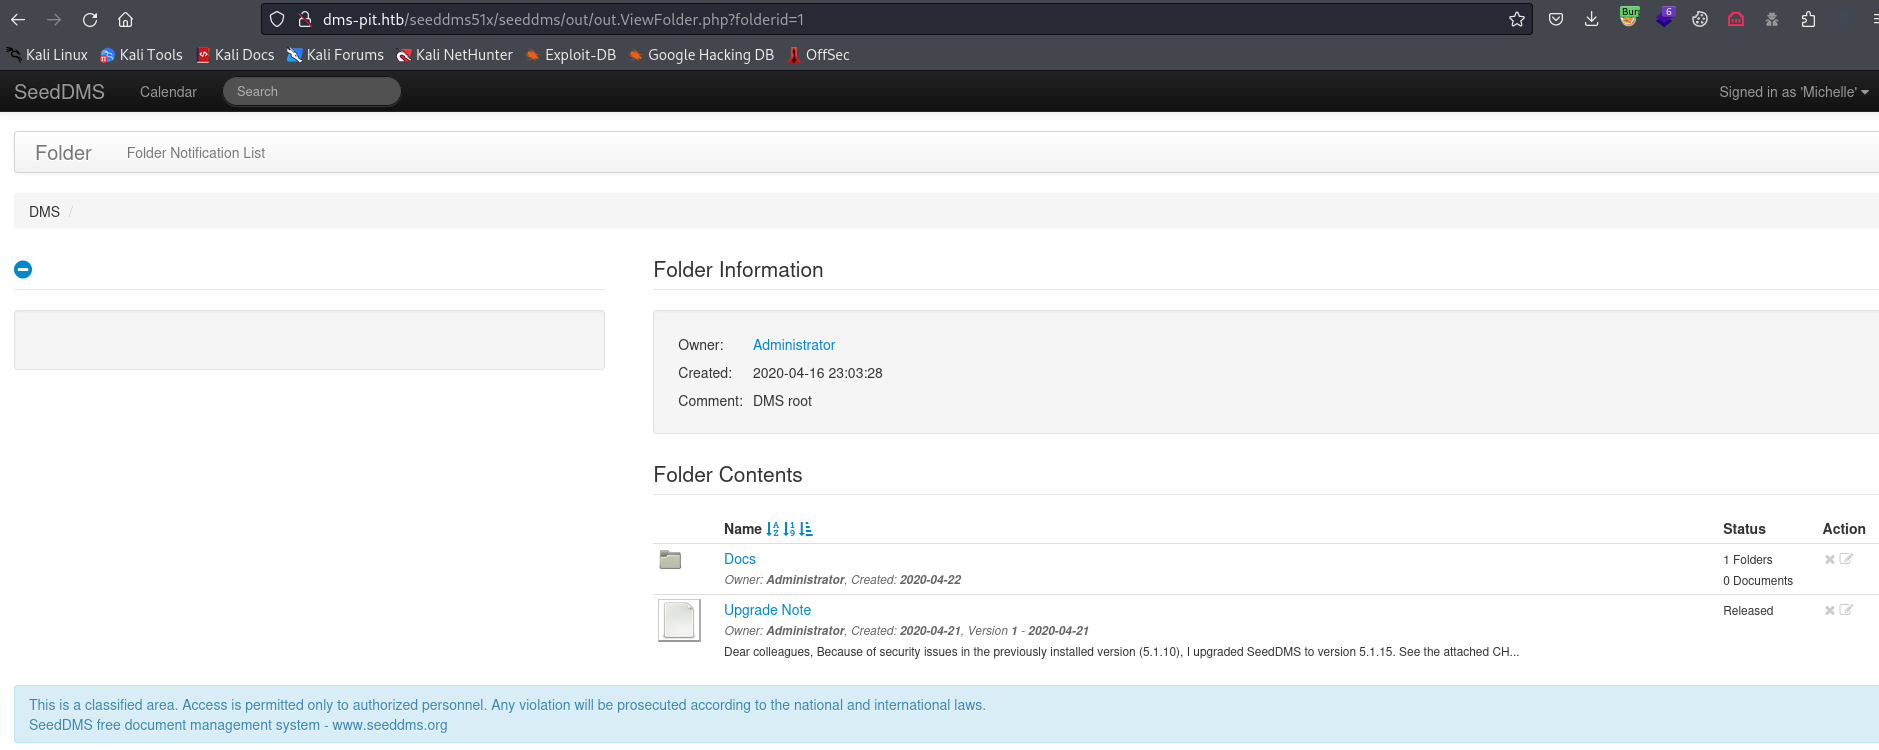 dms-pit.htb/seeddms51x/seeddms/out/out.ViewFolder.php?folderid=1
Bur
6
Kali Linux Kali Tools Kali Docs Kali Forums Kali NetHunter Exploit-DB Google Hacking DB OffSec
SeedDMS Calendar Search Signed in as 'Michelle'
Folder Folder Notification List
DMS /
Folder Information
Owner: Administrator
Created: 2020-04-16 23:03:28
Comment: DMS root
Folder Contents
Name Status Action
Docs 1 Folders
Owner: Administrator, Created: 2020-04-22 0 Documents
Upgrade Note Released
Owner: Administrator, Created: 2020-04-21, Version 1 - 2020-04-21
Dear colleagues, Because of security issues in the previously installed version (5.1.10), I upgraded SeedDMS to version 5.1.15. See the attached CH...
This is a classified area. Access is permitted only to authorized personnel. Any violation will be prosecuted according to the national and international laws.
SeedDMS free document management system - www.seeddms.org